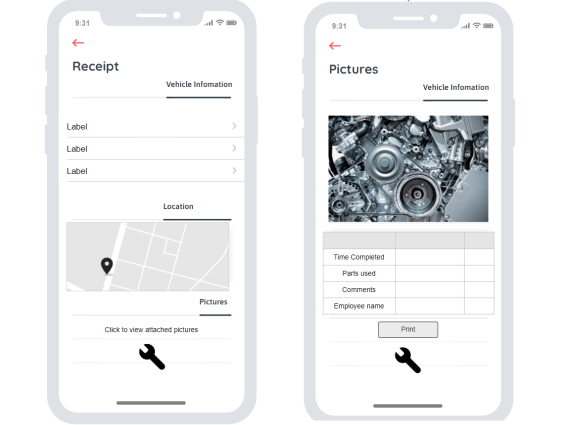 9:31
Receipt
Vehicle Infomation
Label
Label
Label
Location
Pictures
Click to view attached pictures
9:31
Pictures
Vehicle Infomation
Time Completed
Parts used
Comments
Employee name
Print